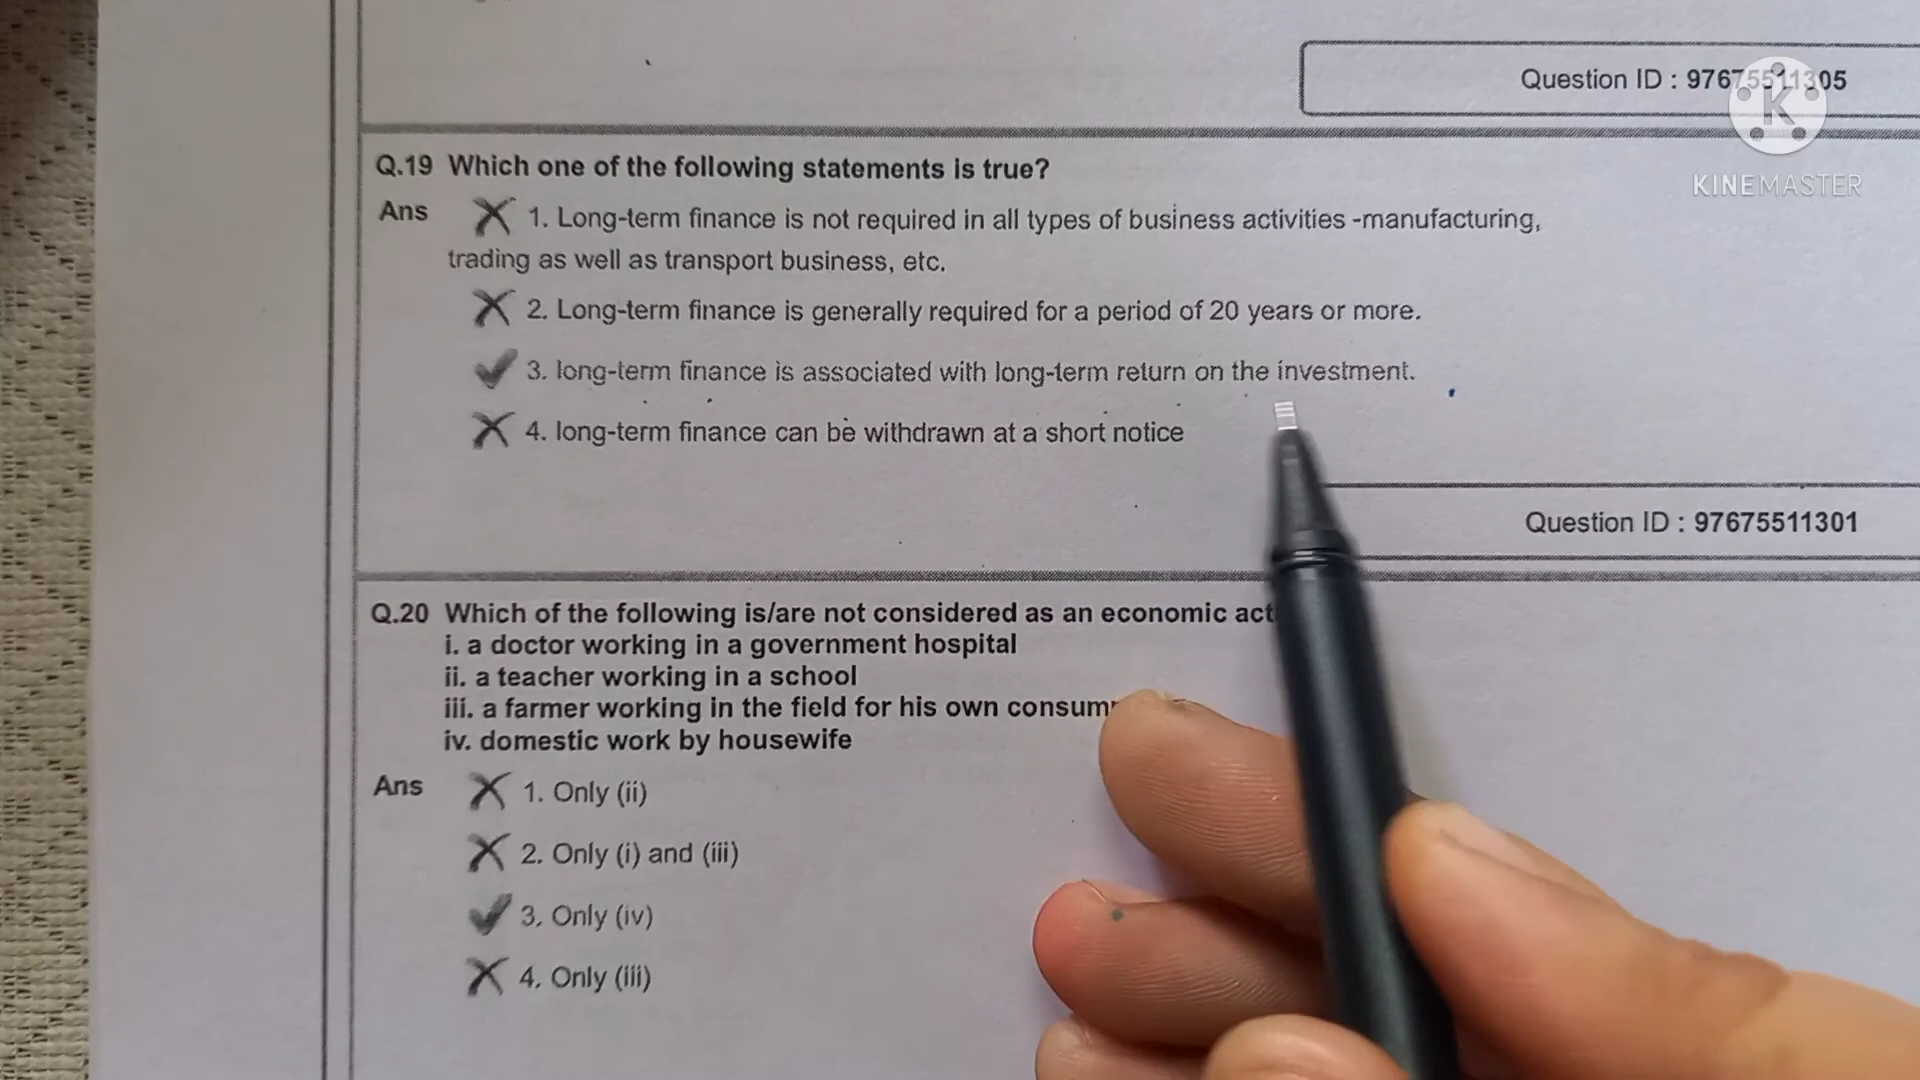 Question ID : 97675511305
K
KINEMASTER
Q.19 Which one of the following statements is true?
Ans 1. Long-term finance is not required in all types of business activities -manufacturing,
trading as well as transport business, etc.
2. Long-term finance is generally required for a period of 20 years or more.
3. long-term finance is associated with long-term return on the investment.
4. long-term finance can be withdrawn at a short notice
Question ID : 97675511301
Q.20 Which of the following is/are not considered as an economic act
i. a doctor working in a government hospital
ii. a teacher working in a school
iii. a farmer working in the field for his own consum
iv. domestic work by housewife
Ans 1. Only (ii)
2. Only (i) and (iii)
3. Only (iv)
4. Only (iii)